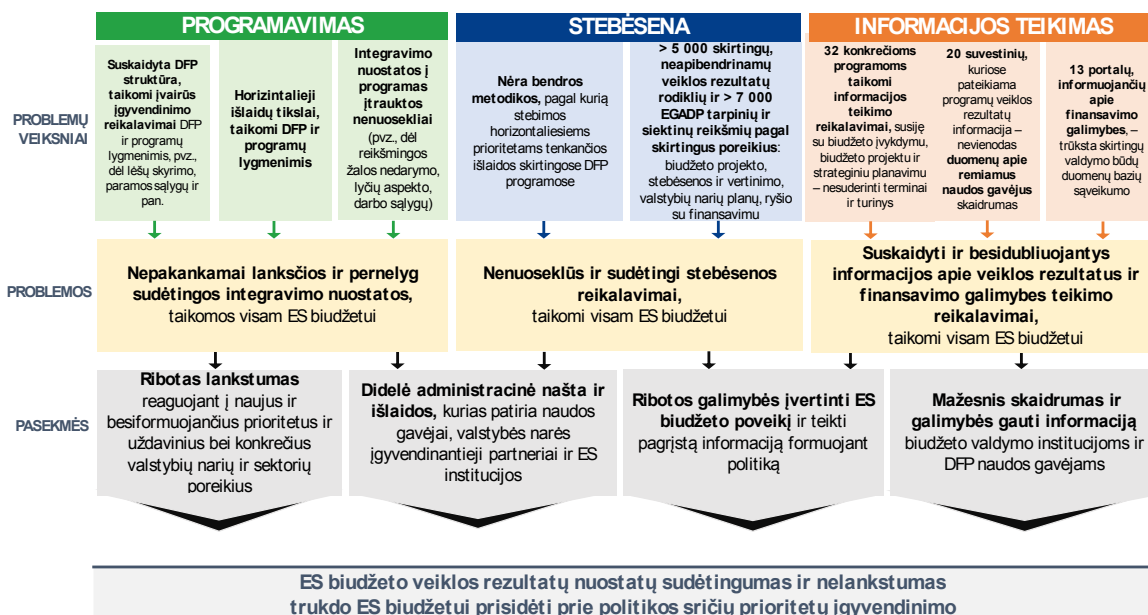 PROGRAMAVIMAS
STEBĖSENA
INFORMACIJOS TEIKIMAS
PROBLEMŲ
VEIKSNIAI
Suskaidyta DFP
struktūra,
taikomi įvairūs
įgyvendinimo
reikalavimai DFP
ir programų
lygmenimis, pvz.,
dėl lėšų skyrimo,
paramos sąlygų ir
pan.
Horizontalieji
išlaidų tikslai,
taikomi DFP ir
programų
lygmenimis
Integravimo
nuostatos į
programas
įtrauktos
nenuosekliai
(pvz., dėl
reikšmingos
žalos nedarymo,
lyčių aspekto,
darbo sąlygų)
Nėra bendros
metodikos, pagal kurią
stebimos
horizontaliesiems
prioritetams tenkančios
išlaidos skirtingose DFP
programose
> 5 000 skirtingų,
neapibendrinamų
veiklos rezultatų
rodiklių ir > 7 000
EGADP tarpinių ir
siektinų reikšmių pagal
skirtingus poreikius:
biudžeto projekto,
stebėsenos ir vertinimo,
valstybių narių planų, ryšio
su finansavimu
32 konkrečioms
programoms
taikomi
informacijos
teikimo
reikalavimai, susiję
su biudžeto įvykdymu,
biudžeto projektu ir
strateginiu planavimu
– nesuderinti terminai
ir turinys
20 suvestinių,
kuriose
pateikiama
programų veiklos
rezultatų
informacija –
nevienodas
duomenų apie
remiamus
naudos gavėjus
skaidrumas
13 portalų,
informuojančių
apie
finansavimo
galimybes, –
trūksta skirtingų
valdymo būdų
duomenų bazių
sąveikumo
PROBLEMOS
Nepakankamai lanksčios ir pernelyg
sudėtingos integravimo nuostatos,
taikomos visam ES biudžetui
Nenuoseklūs ir sudėtingi stebėsenos
reikalavimai,
taikomi visam ES biudžetui
Suskaidyti ir besidubliuojantys
informacijos apie veiklos rezultatus ir
finansavimo galimybes teikimo
reikalavimai,
taikomi visam ES biudžetui
PASEKMĖS
Ribotas lankstumas
reaguojant į naujus ir
besiformuojančius prioritetus ir
uždavinius bei konkrečius
valstybių narių ir sektorių
poreikius
Didelė administracinė našta ir
išlaidos, kurias patiria naudos
gavėjai, valstybės narės
įgyvendinantieji partneriai ir ES
institucijos
Ribotos galimybės įvertinti ES
biudžeto poveikį ir teikti
pagrįstą informaciją formuojant
politiką
Mažesnis skaidrumas ir
galimybės gauti informaciją
biudžeto valdymo institucijoms ir
DFP naudos gavėjams
ES biudžeto veiklos rezultatų nuostatų sudėtingumas ir nelankstumas
trukdo ES biudžetui prisidėti prie politikos sričių prioritetų įgyvendinimo